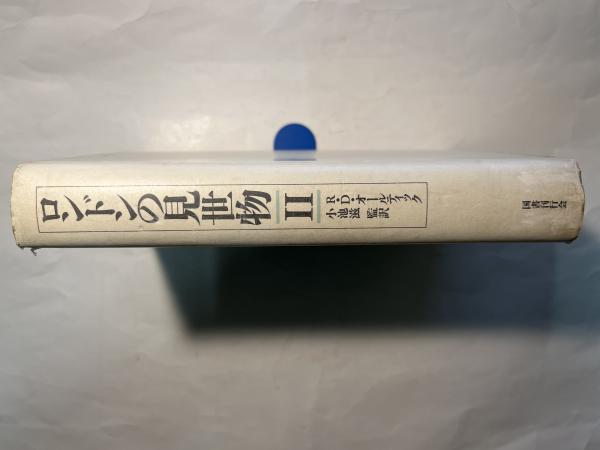 ロンドンの見世物
II
R・D・オールティック
小池滋 監訳
国書刊行会